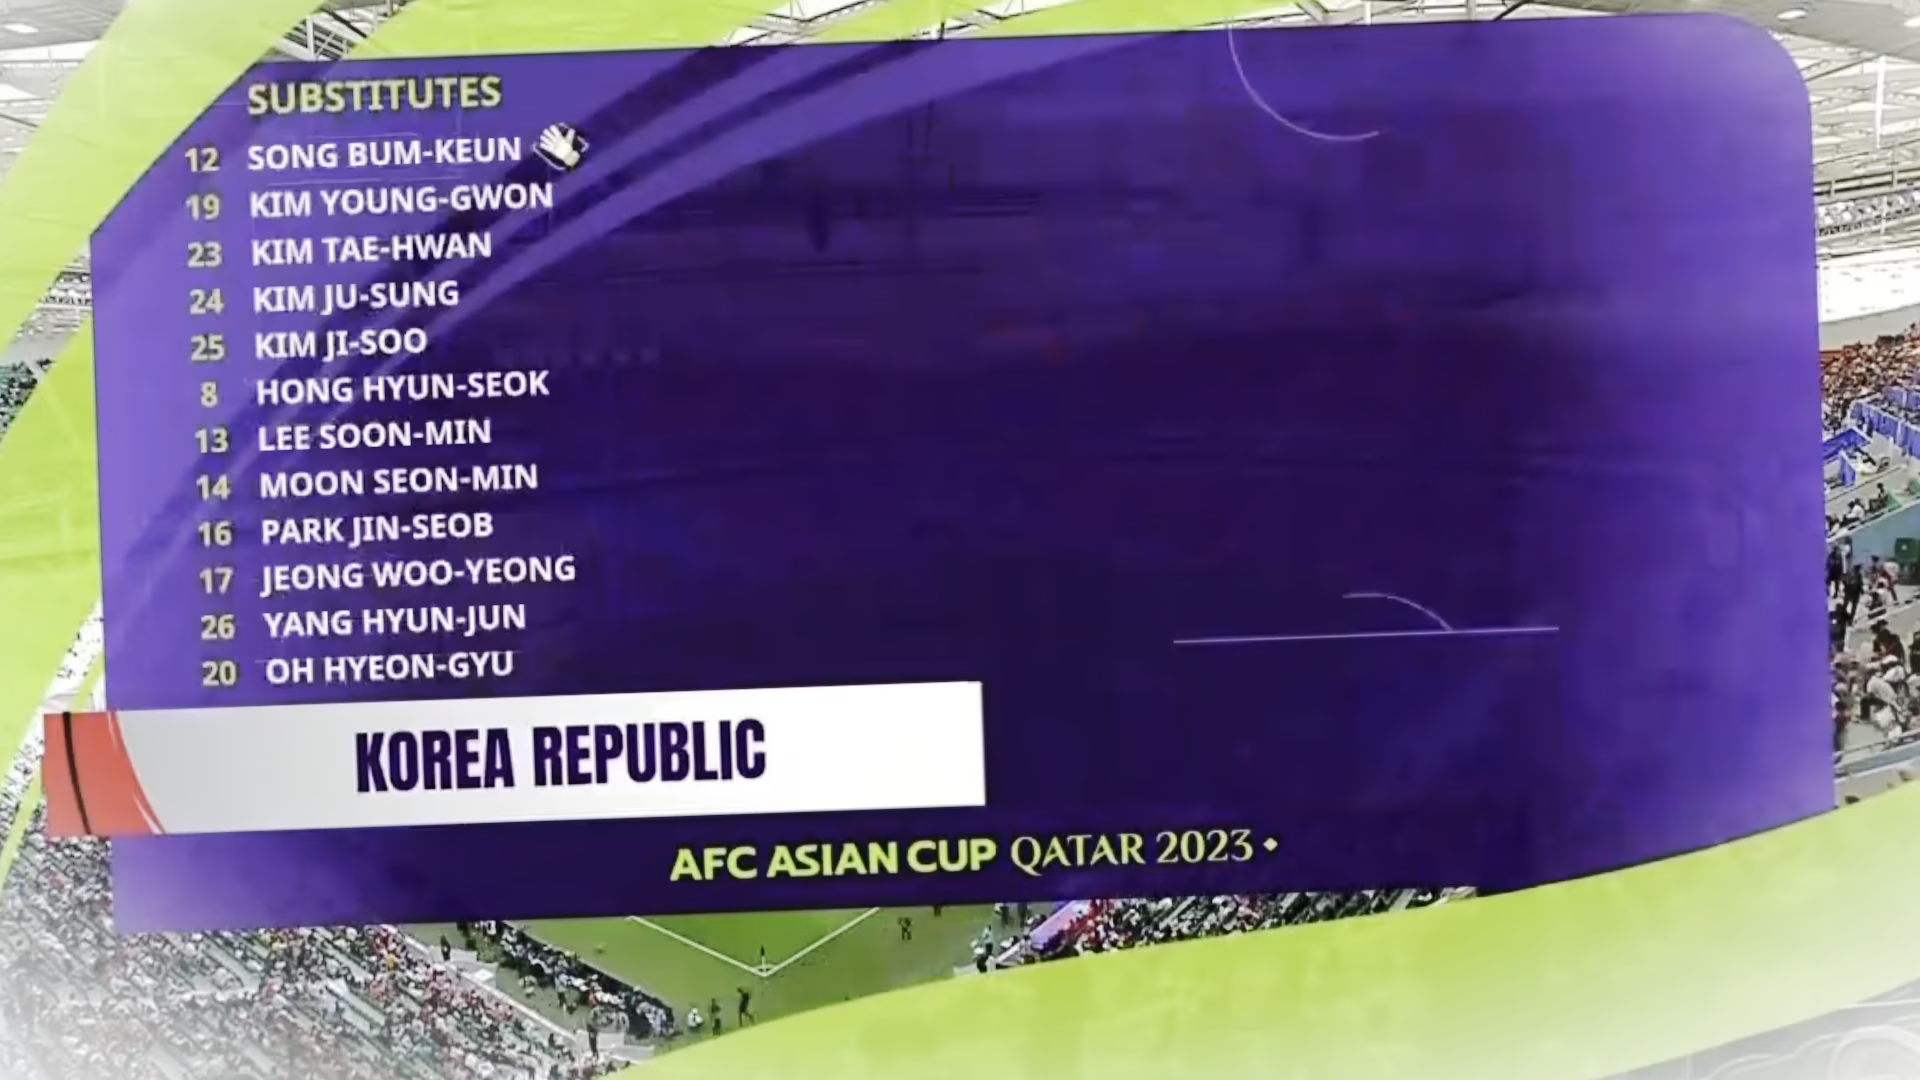 SUBSTITUTES
12 SONG BUM-KEUN
19 KIM YOUNG-GWON
23 KIM TAE-HWAN
24 KIM JU-SUNG
25 KIM JI-SOO
8 HONG HYUN-SEOK
13 LEE SOON-MIN
14 MOON SEON-MIN
16 PARK JIN-SEOB
17 JEONG WOO-YEONG
26 YANG HYUN-JUN
20 OH HYEON-GYU
KOREA REPUBLIC
AFC ASIAN CUP QATAR 2023